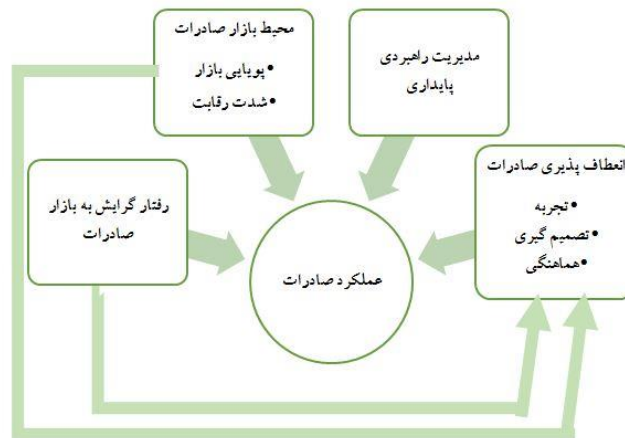 محیط بازار صادرات
•پویایی بازار
•شدت رقابت
مدیریت راهبردی
پایداری
انعطاف پذیری صادرات
•تجربه
•تصمیم گیری
•هماهنگی
رفتار گرایش به بازار
صادرات
عملکرد صادرات